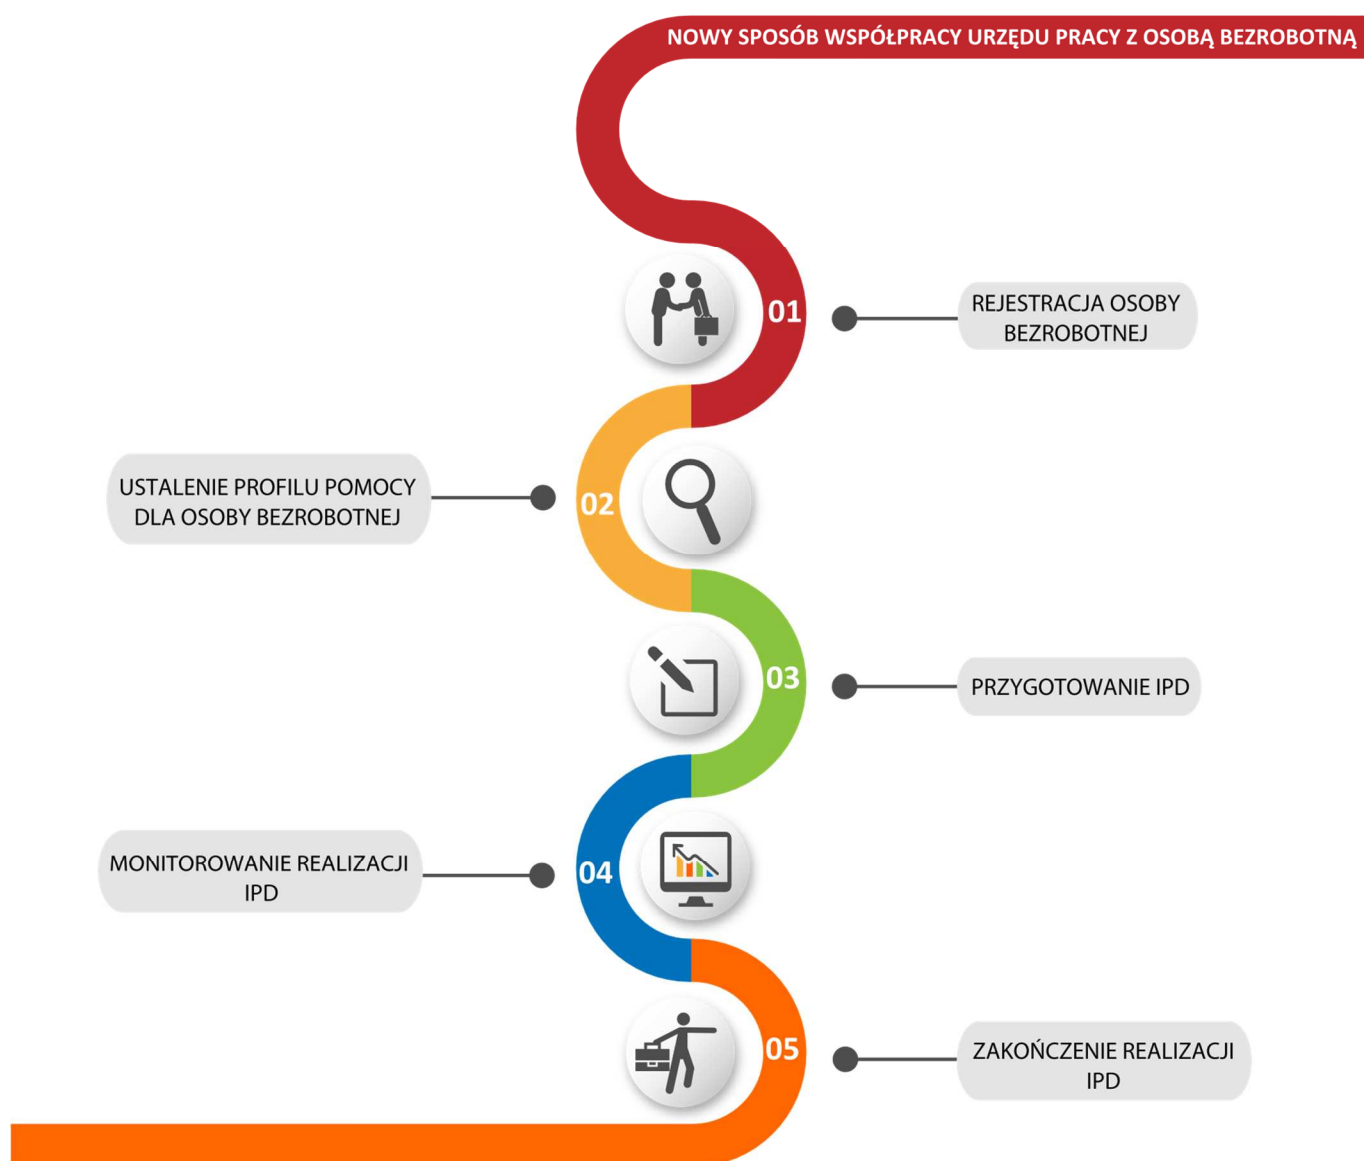 NOWY SPOSÓB WSPÓŁPRACY URZĘDU PRACY Z OSOBĄ BEZROBOTNĄ
01
REJESTRACJA OSOBY
BEZROBOTNEJ
USTALENIE PROFILU POMOCY
DLA OSOBY BEZROBOTNEJ
02
03
PRZYGOTOWANIE IPD
MONITOROWANIE REALIZACJI
IPD
04
05
ZAKOŃCZENIE REALIZACJI
IPD